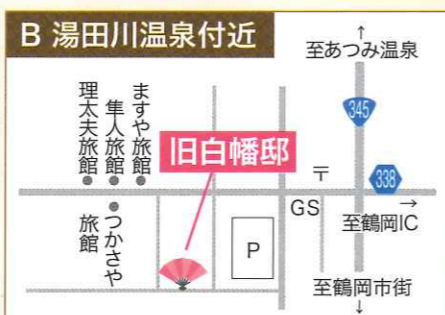 B 湯田川温泉付近
↑
至あつみ温泉
345
理太夫旅館
隼人旅館
ますや旅館
旧白幡邸
〒
338
つかさや
旅館
GS
P
→
至鶴岡IC
至鶴岡市街
↓